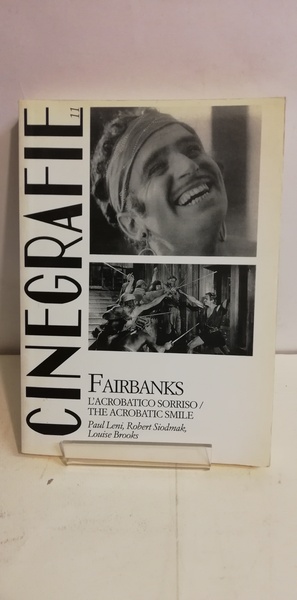 CINEGRAFIE 11
FAIRBANKS
L'ACROBATICO SORRISO /
THE ACROBATIC SMILE
Paul Leni, Robert Siodmak,
Louise Brooks